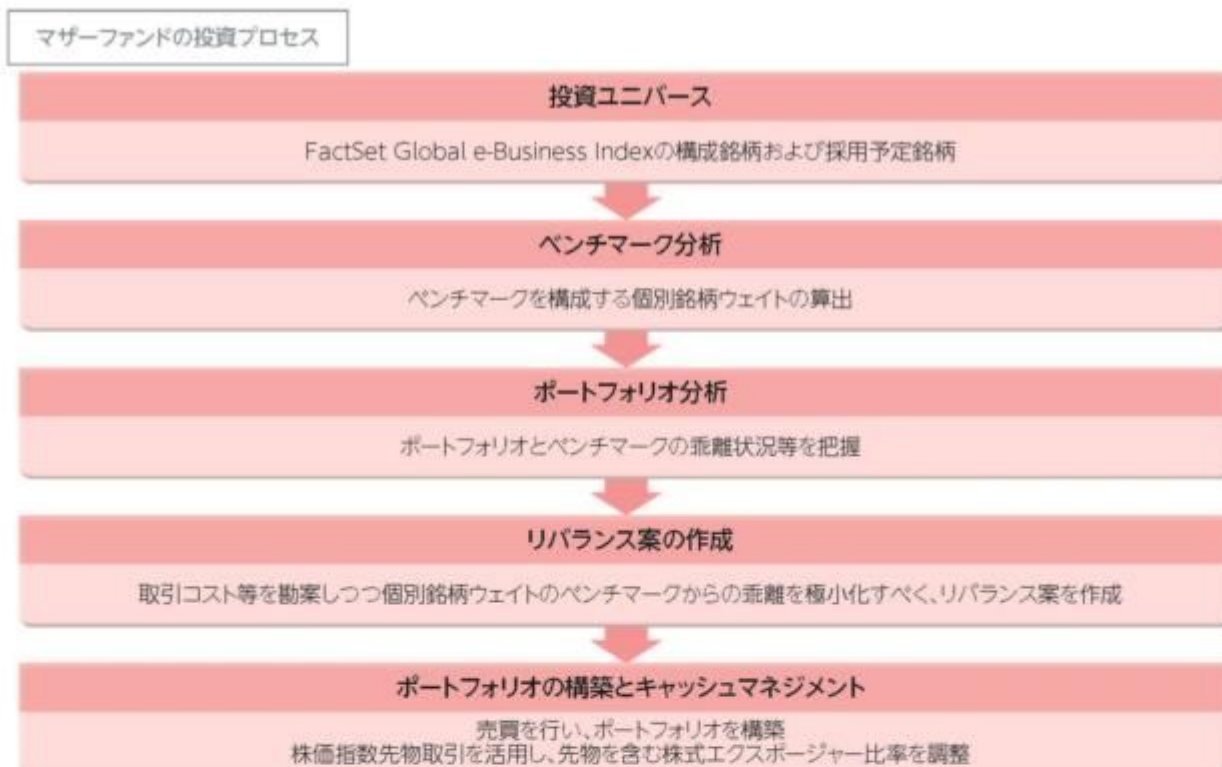 マザーファンドの投資プロセス
投資ユニバース
FactSet Global e-Business Indexの構成銘柄および採用予定銘柄
ベンチマーク分析
ベンチマークを構成する個別銘柄ウェイトの算出
ポートフォリオ分析
ポートフォリオとベンチマークの乖離状況等を把握
リバランス案の作成
取引コスト等を勘案しつつ個別銘柄ウェイトのベンチマークからの乖離を極小化すべく、リバランス案を作成
ポートフォリオの構築とキャッシュマネジメント
売買を行い、ポートフォリオを構築
株価指数先物取引を活用し、先物を含む株式エクスポージャー比率を調整